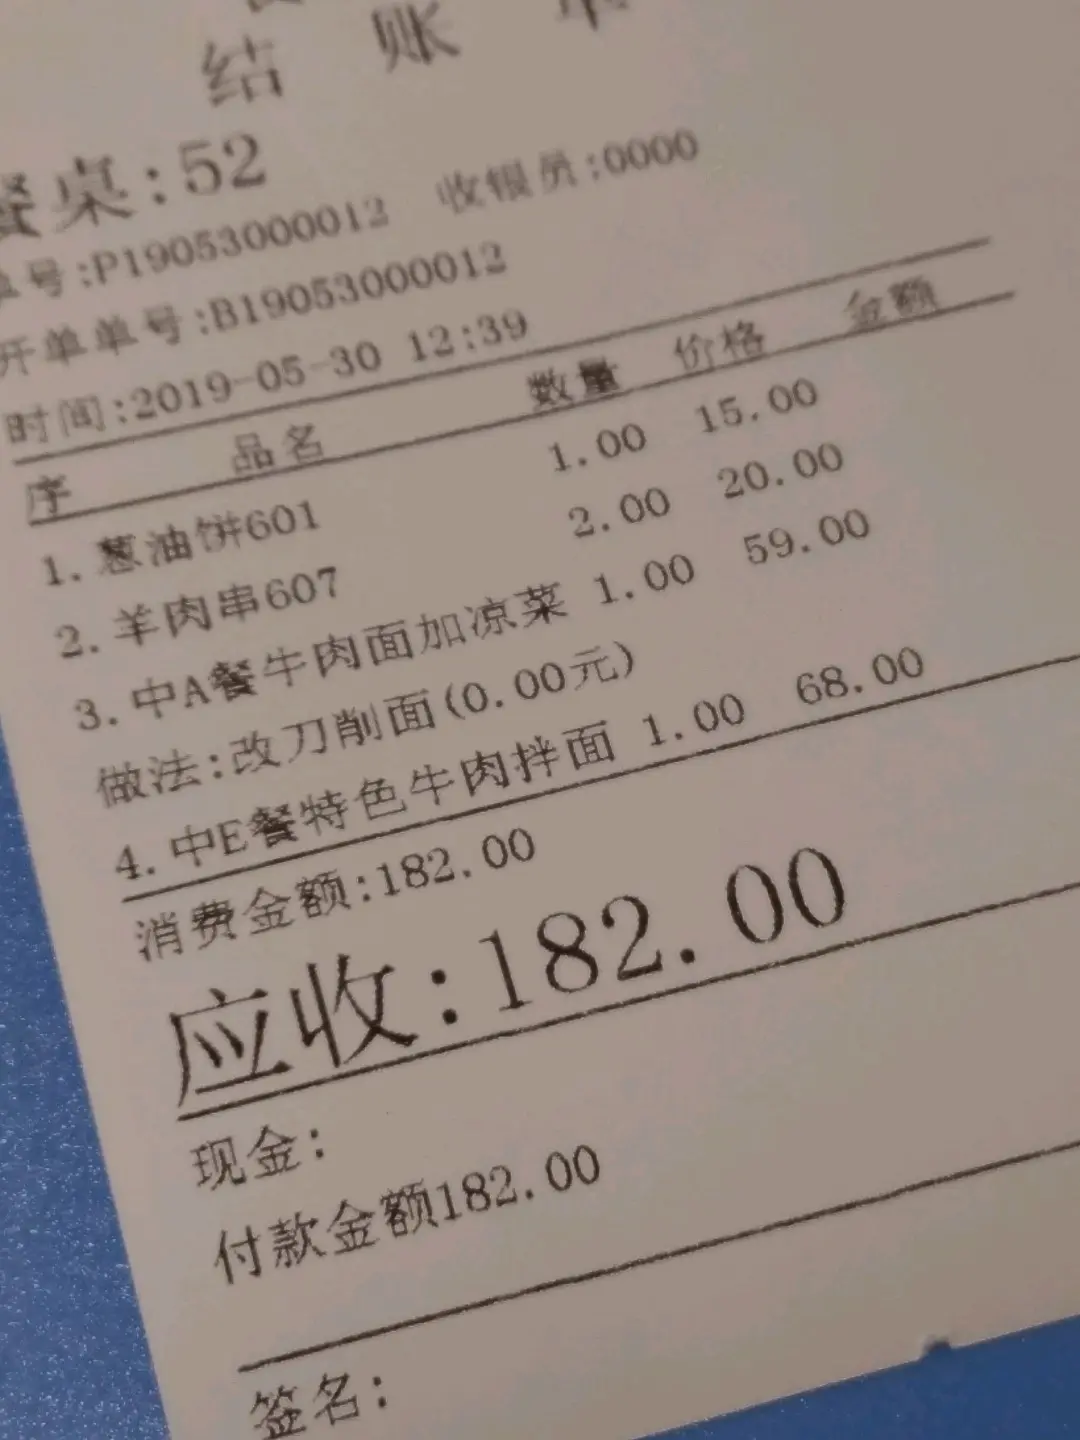 结 账 单
餐桌:52
单号:P19053000012 收银员:0000
开单单号:B19053000012
时间:2019-05-30 12:39
序 品名 数量 价格 金额
1. 葱油饼601 1.00 15.00
2. 羊肉串607 2.00 20.00
3. 中A餐牛肉面加凉菜 1.00 59.00
做法:改刀削面(0.00元)
4. 中E餐特色牛肉拌面 1.00 68.00
消费金额:182.00
应收:182.00
现金:
付款金额182.00
签名: